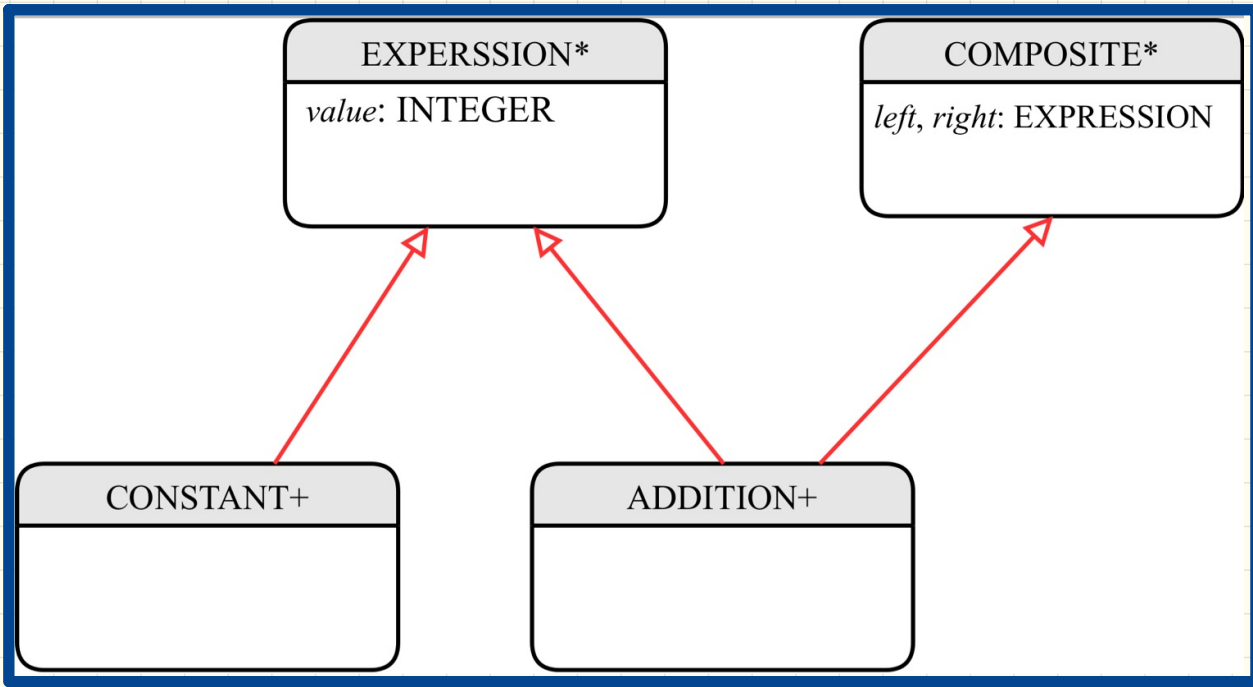 EXPERSSION*
value: INTEGER
COMPOSITE*
left, right: EXPRESSION
CONSTANT+
ADDITION+